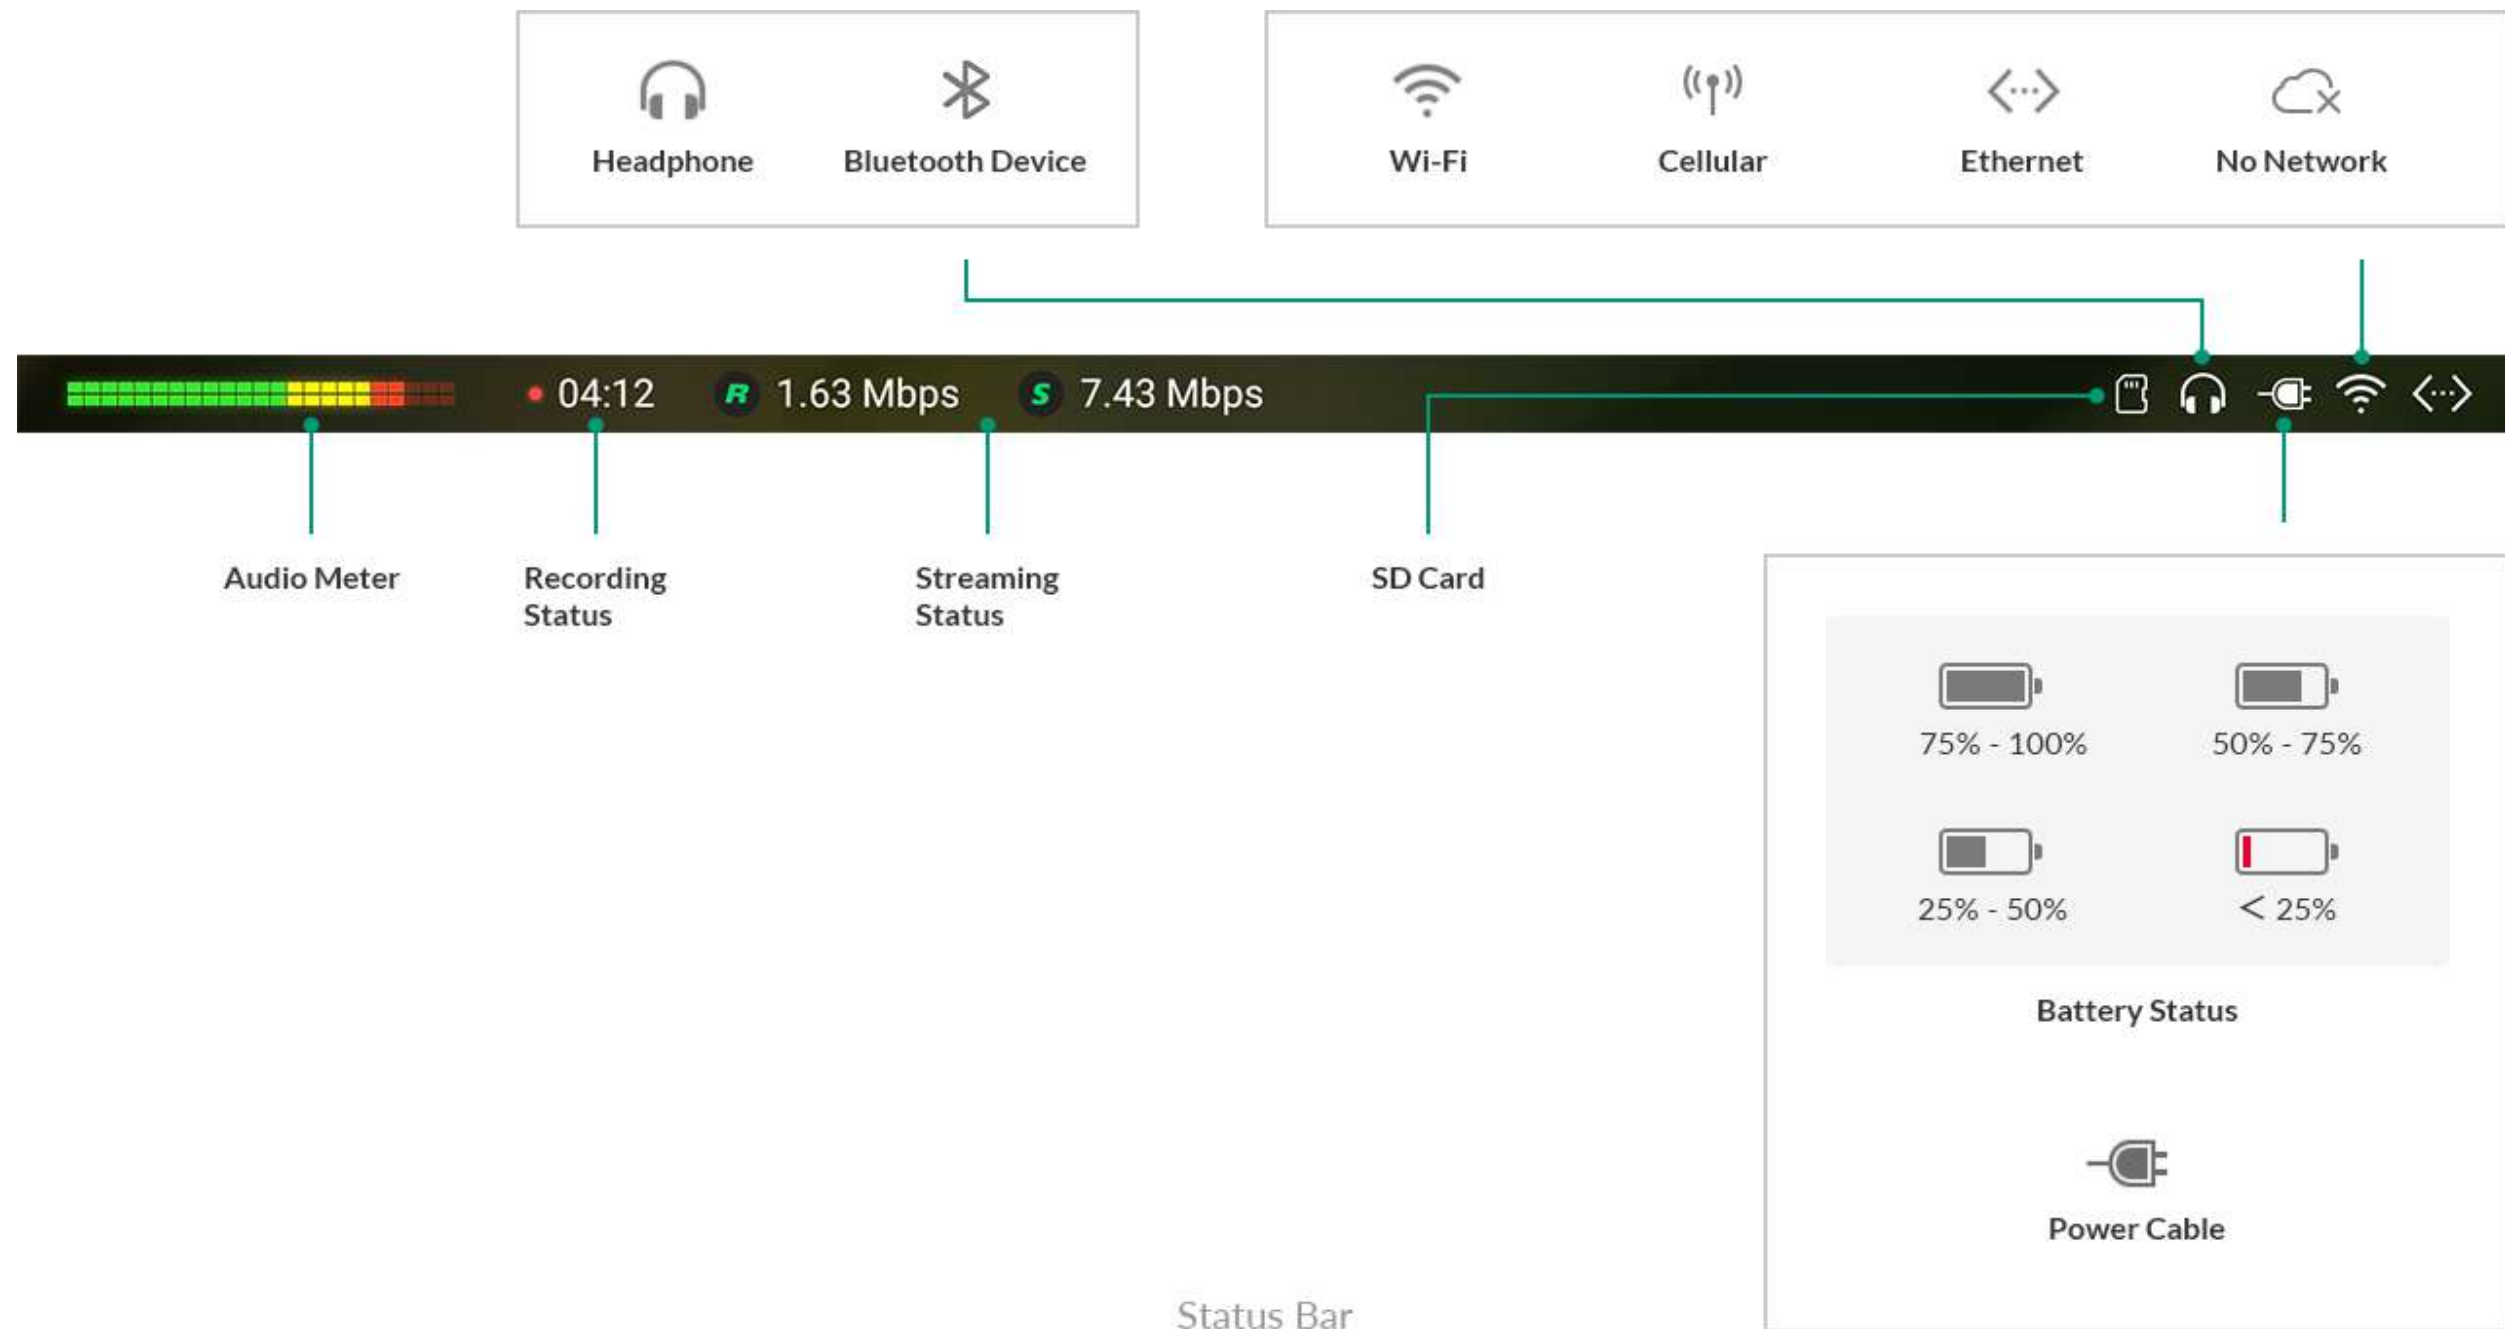 Headphone
Bluetooth Device
Wi-Fi
Cellular
Ethernet
No Network
04:12
R 1.63 Mbps
S 7.43 Mbps
Audio Meter
Recording
Status
Streaming
Status
SD Card
75% - 100%
50% - 75%
25% - 50%
< 25%
Battery Status
Power Cable
Status Bar